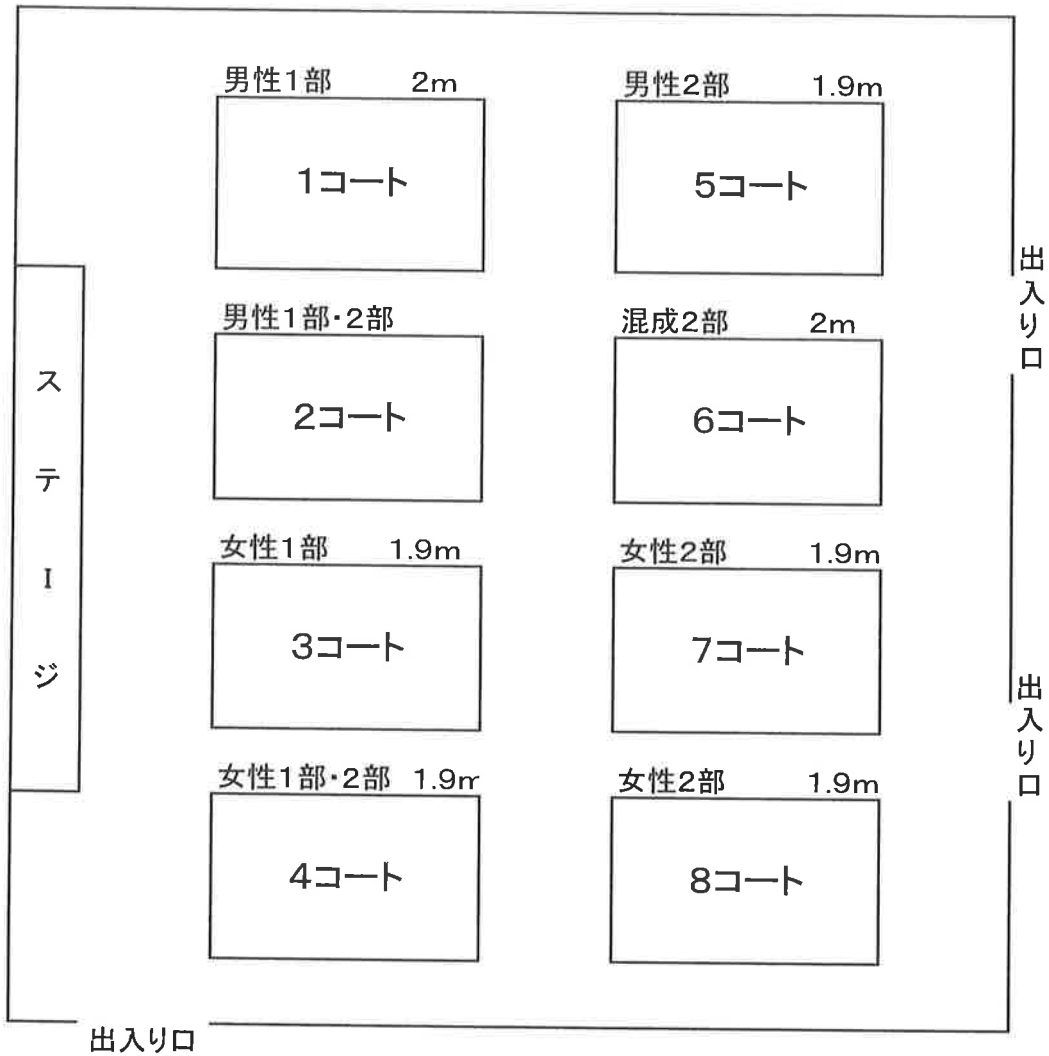 男性1部 2m
1コート
男性2部 1.9m
5コート
男性1部・2部
2コート
混成2部 2m
6コート
女性1部 1.9m
3コート
女性2部 1.9m
7コート
女性1部・2部 1.9m
4コート
女性2部 1.9m
8コート
ステージ
出入り口
出入り口
出入り口